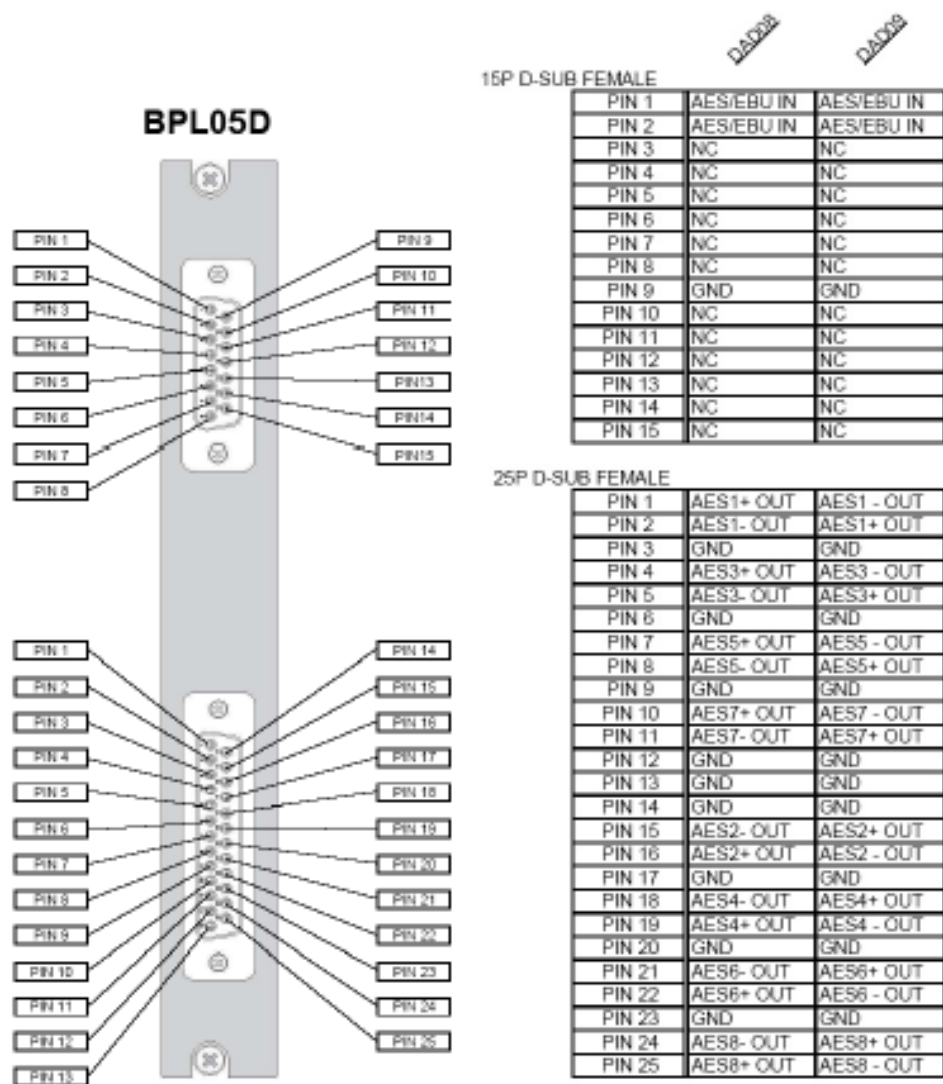 DAD08 DAD09
15P D-SUB FEMALE
BPL05D
PIN 1 AES/EBU IN AES/EBU IN
PIN 2 AES/EBU IN AES/EBU IN
PIN 3 NC NC
PIN 4 NC NC
PIN 5 NC NC
PIN 6 NC NC
PIN 7 NC NC
PIN 8 NC NC
PIN 9 GND GND
PIN 10 NC NC
PIN 11 NC NC
PIN 12 NC NC
PIN 13 NC NC
PIN 14 NC NC
PIN 15 NC NC
PIN 1 PIN 9
PIN 2 PIN 10
PIN 3 PIN 11
PIN 4 PIN 12
PIN 5 PIN13
PIN 6 PIN14
PIN 7 PIN15
PIN 8
25P D-SUB FEMALE
PIN 1 AES1+ OUT AES1 - OUT
PIN 2 AES1- OUT AES1+ OUT
PIN 3 GND GND
PIN 4 AES3+ OUT AES3 - OUT
PIN 5 AES3- OUT AES3+ OUT
PIN 6 GND GND
PIN 7 AES5+ OUT AES5 - OUT
PIN 8 AES5- OUT AES5+ OUT
PIN 9 GND GND
PIN 10 AES7+ OUT AES7 - OUT
PIN 11 AES7- OUT AES7+ OUT
PIN 12 GND GND
PIN 13 GND GND
PIN 14 GND GND
PIN 15 AES2- OUT AES2+ OUT
PIN 16 AES2+ OUT AES2 - OUT
PIN 17 GND GND
PIN 18 AES4- OUT AES4+ OUT
PIN 19 AES4+ OUT AES4 - OUT
PIN 20 GND GND
PIN 21 AES6- OUT AES6+ OUT
PIN 22 AES6+ OUT AES6 - OUT
PIN 23 GND GND
PIN 24 AES8- OUT AES8+ OUT
PIN 25 AES8+ OUT AES8 - OUT
PIN 1 PIN 14
PIN 2 PIN 15
PIN 3 PIN 16
PIN 4 PIN 17
PIN 5 PIN 18
PIN 6 PIN 19
PIN 7 PIN 20
PIN 8 PIN 21
PIN 9 PIN 22
PIN 10 PIN 23
PIN 11 PIN 24
PIN 12 PIN 25
PIN 13